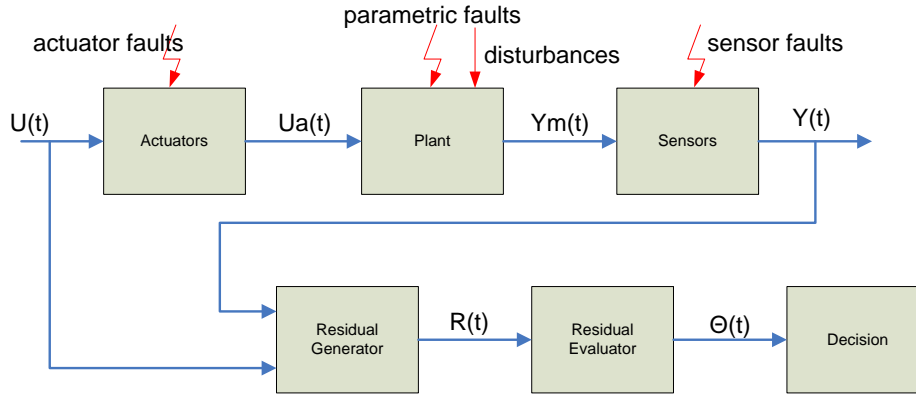 parametric faults
actuator faults
disturbances
sensor faults
U(t)
Actuators
Ua(t)
Plant
Ym(t)
Sensors
Y(t)
Residual
Generator
R(t)
Residual
Evaluator
Θ(t)
Decision